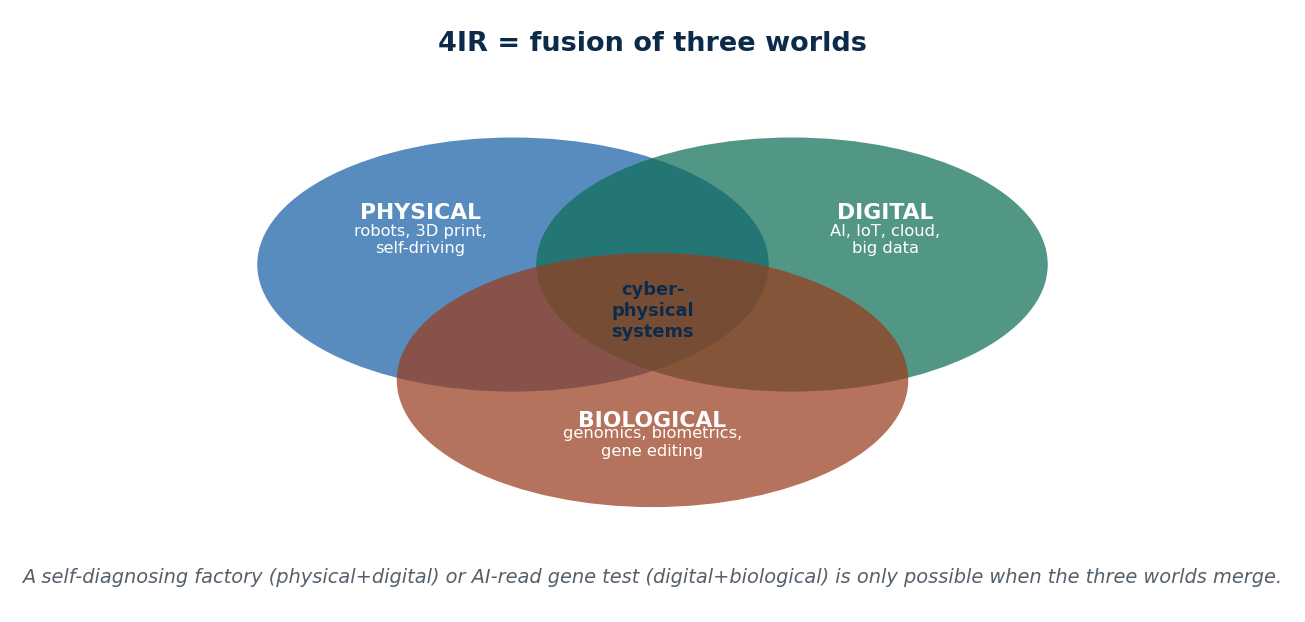 4IR = fusion of three worlds
PHYSICAL
robots, 3D print,
self-driving
DIGITAL
AI, IoT, cloud,
big data
cyber-
physical
systems
BIOLOGICAL
genomics, biometrics,
gene editing
A self-diagnosing factory (physical+digital) or AI-read gene test (digital+biological) is only possible when the three worlds merge.